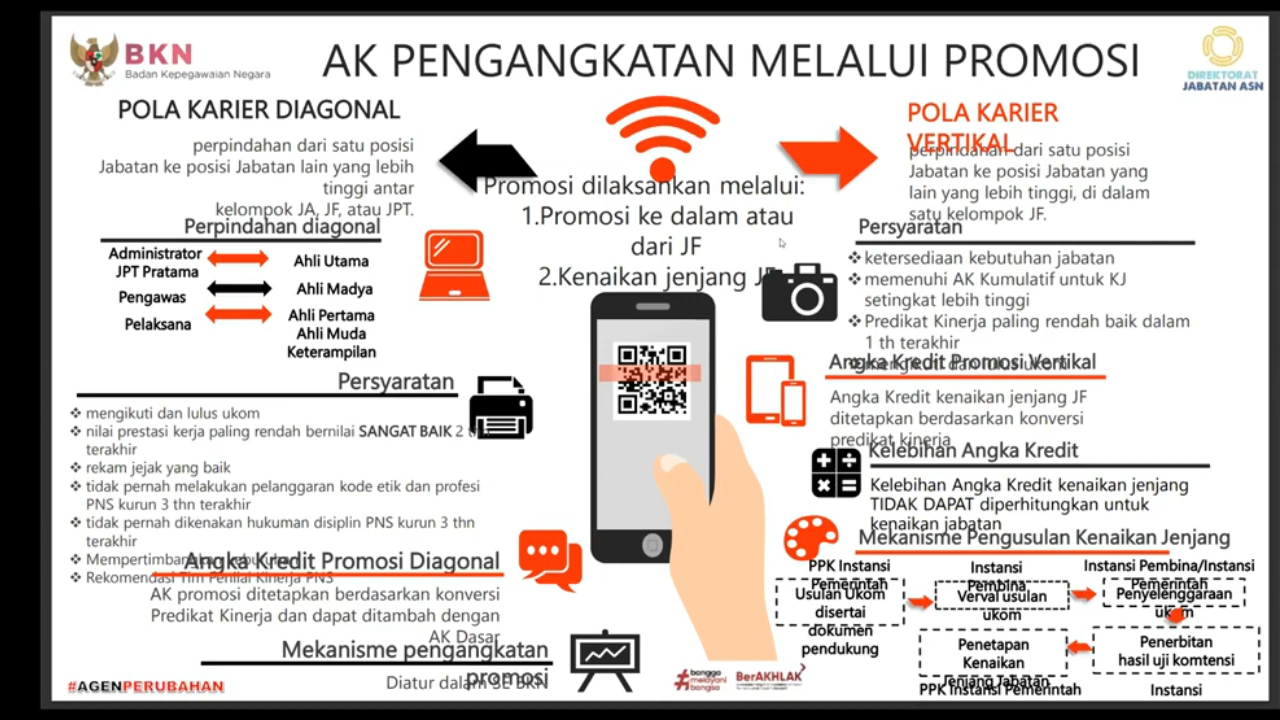 BKN
Badan Kepegawaian Negara
AK PENGANGKATAN MELALUI PROMOSI
DIREKTORAT
JABATAN ASN
POLA KARIER DIAGONAL
perpindahan dari satu posisi
Jabatan ke posisi Jabatan lain yang lebih
tinggi antar
kelompok JA, JF, atau JPT.
Perpindahan diagonal
Administrator
JPT Pratama
Ahli Utama
Pengawas
Ahli Madya
Pelaksana
Ahli Pertama
Ahli Muda
Keterampilan
Persyaratan
❖ mengikuti dan lulus ukom
❖ nilai prestasi kerja paling rendah bernilai SANGAT BAIK 2 thn
terakhir
❖ rekam jejak yang baik
❖ tidak pernah melakukan pelanggaran kode etik dan profesi
PNS kurun 3 thn terakhir
❖ tidak pernah dikenakan hukuman disiplin PNS kurun 3 thn
terakhir
❖ Mempertimbangkan
❖ Rekomendasi Tim Penilai Kinerja PNS
Angka Kredit Promosi Diagonal
AK promosi ditetapkan berdasarkan konversi
Predikat Kinerja dan dapat ditambah dengan
AK Dasar
Mekanisme pengangkatan
promosi
Diatur dalam SE BKN
#AGENPERUBAHAN
Promosi dilaksankan melalui:
1.Promosi ke dalam atau
dari JF
2.Kenaikan jenjang JF
POLA KARIER
VERTIKAL
perpindahan dari satu posisi
Jabatan ke posisi Jabatan yang
lain yang lebih tinggi, di dalam
satu kelompok JF.
Persyaratan
❖ ketersediaan kebutuhan jabatan
❖ memenuhi AK Kumulatif untuk KJ
setingkat lebih tinggi
❖ Predikat Kinerja paling rendah baik dalam
1 th terakhir
❖ mengikuti dan lulus ukom
Angka Kredit Promosi Vertikal
Angka Kredit kenaikan jenjang JF
ditetapkan berdasarkan konversi
predikat kinerja
Kelebihan Angka Kredit
Kelebihan Angka Kredit kenaikan jenjang
TIDAK DAPAT diperhitungkan untuk
kenaikan jabatan
Mekanisme Pengusulan Kenaikan Jenjang
PPK Instansi
Pemerintah
Usulan Ukom
disertai
dokumen
pendukung
Instansi
Pembina
Verval usulan
ukom
Instansi Pembina/Instansi
Pemerintah
Penyelenggaraan
ukom
Penerbitan
hasil uji komtensi
Instansi
Penetapan
Kenaikan
Jenjang Jabatan
PPK Instansi Pemerintah
#bangga
melayani
bangsa
BerAKHLAK